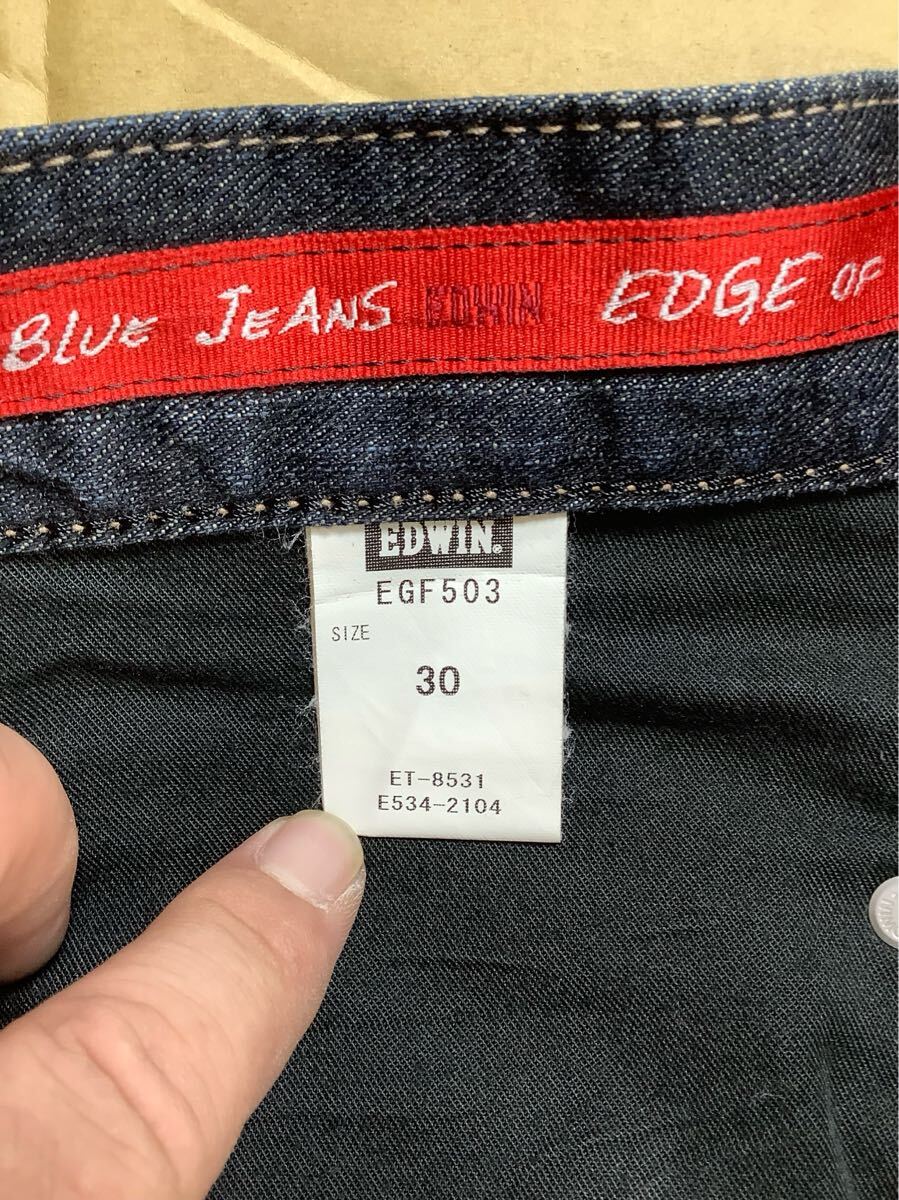 BLUE JEANS EDWIN EDGE OF
EDWIN®
EGF503
SIZE
30
ET-8531
E534-2104